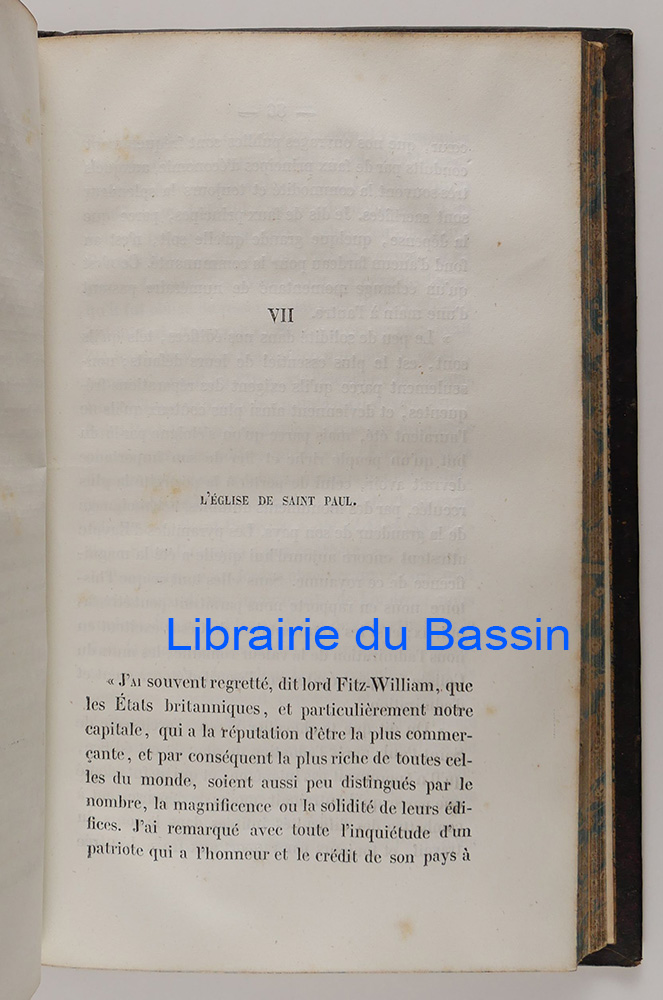 VII
L'ÉGLISE DE SAINT PAUL.
Librairie du Bassin
« J'AI souvent regretté, dit lord Fitz-William, que
les États britanniques, et particulièrement notre
capitale, qui a la réputation d'être la plus commer-
çante, et par conséquent la plus riche de toutes cel-
les du monde, soient aussi peu distingués par le
nombre, la magnificence ou la solidité de leurs édi-
fices. J'ai remarqué avec toute l'inquiétude d'un
patriote qui a l'honneur et le crédit de son pays à